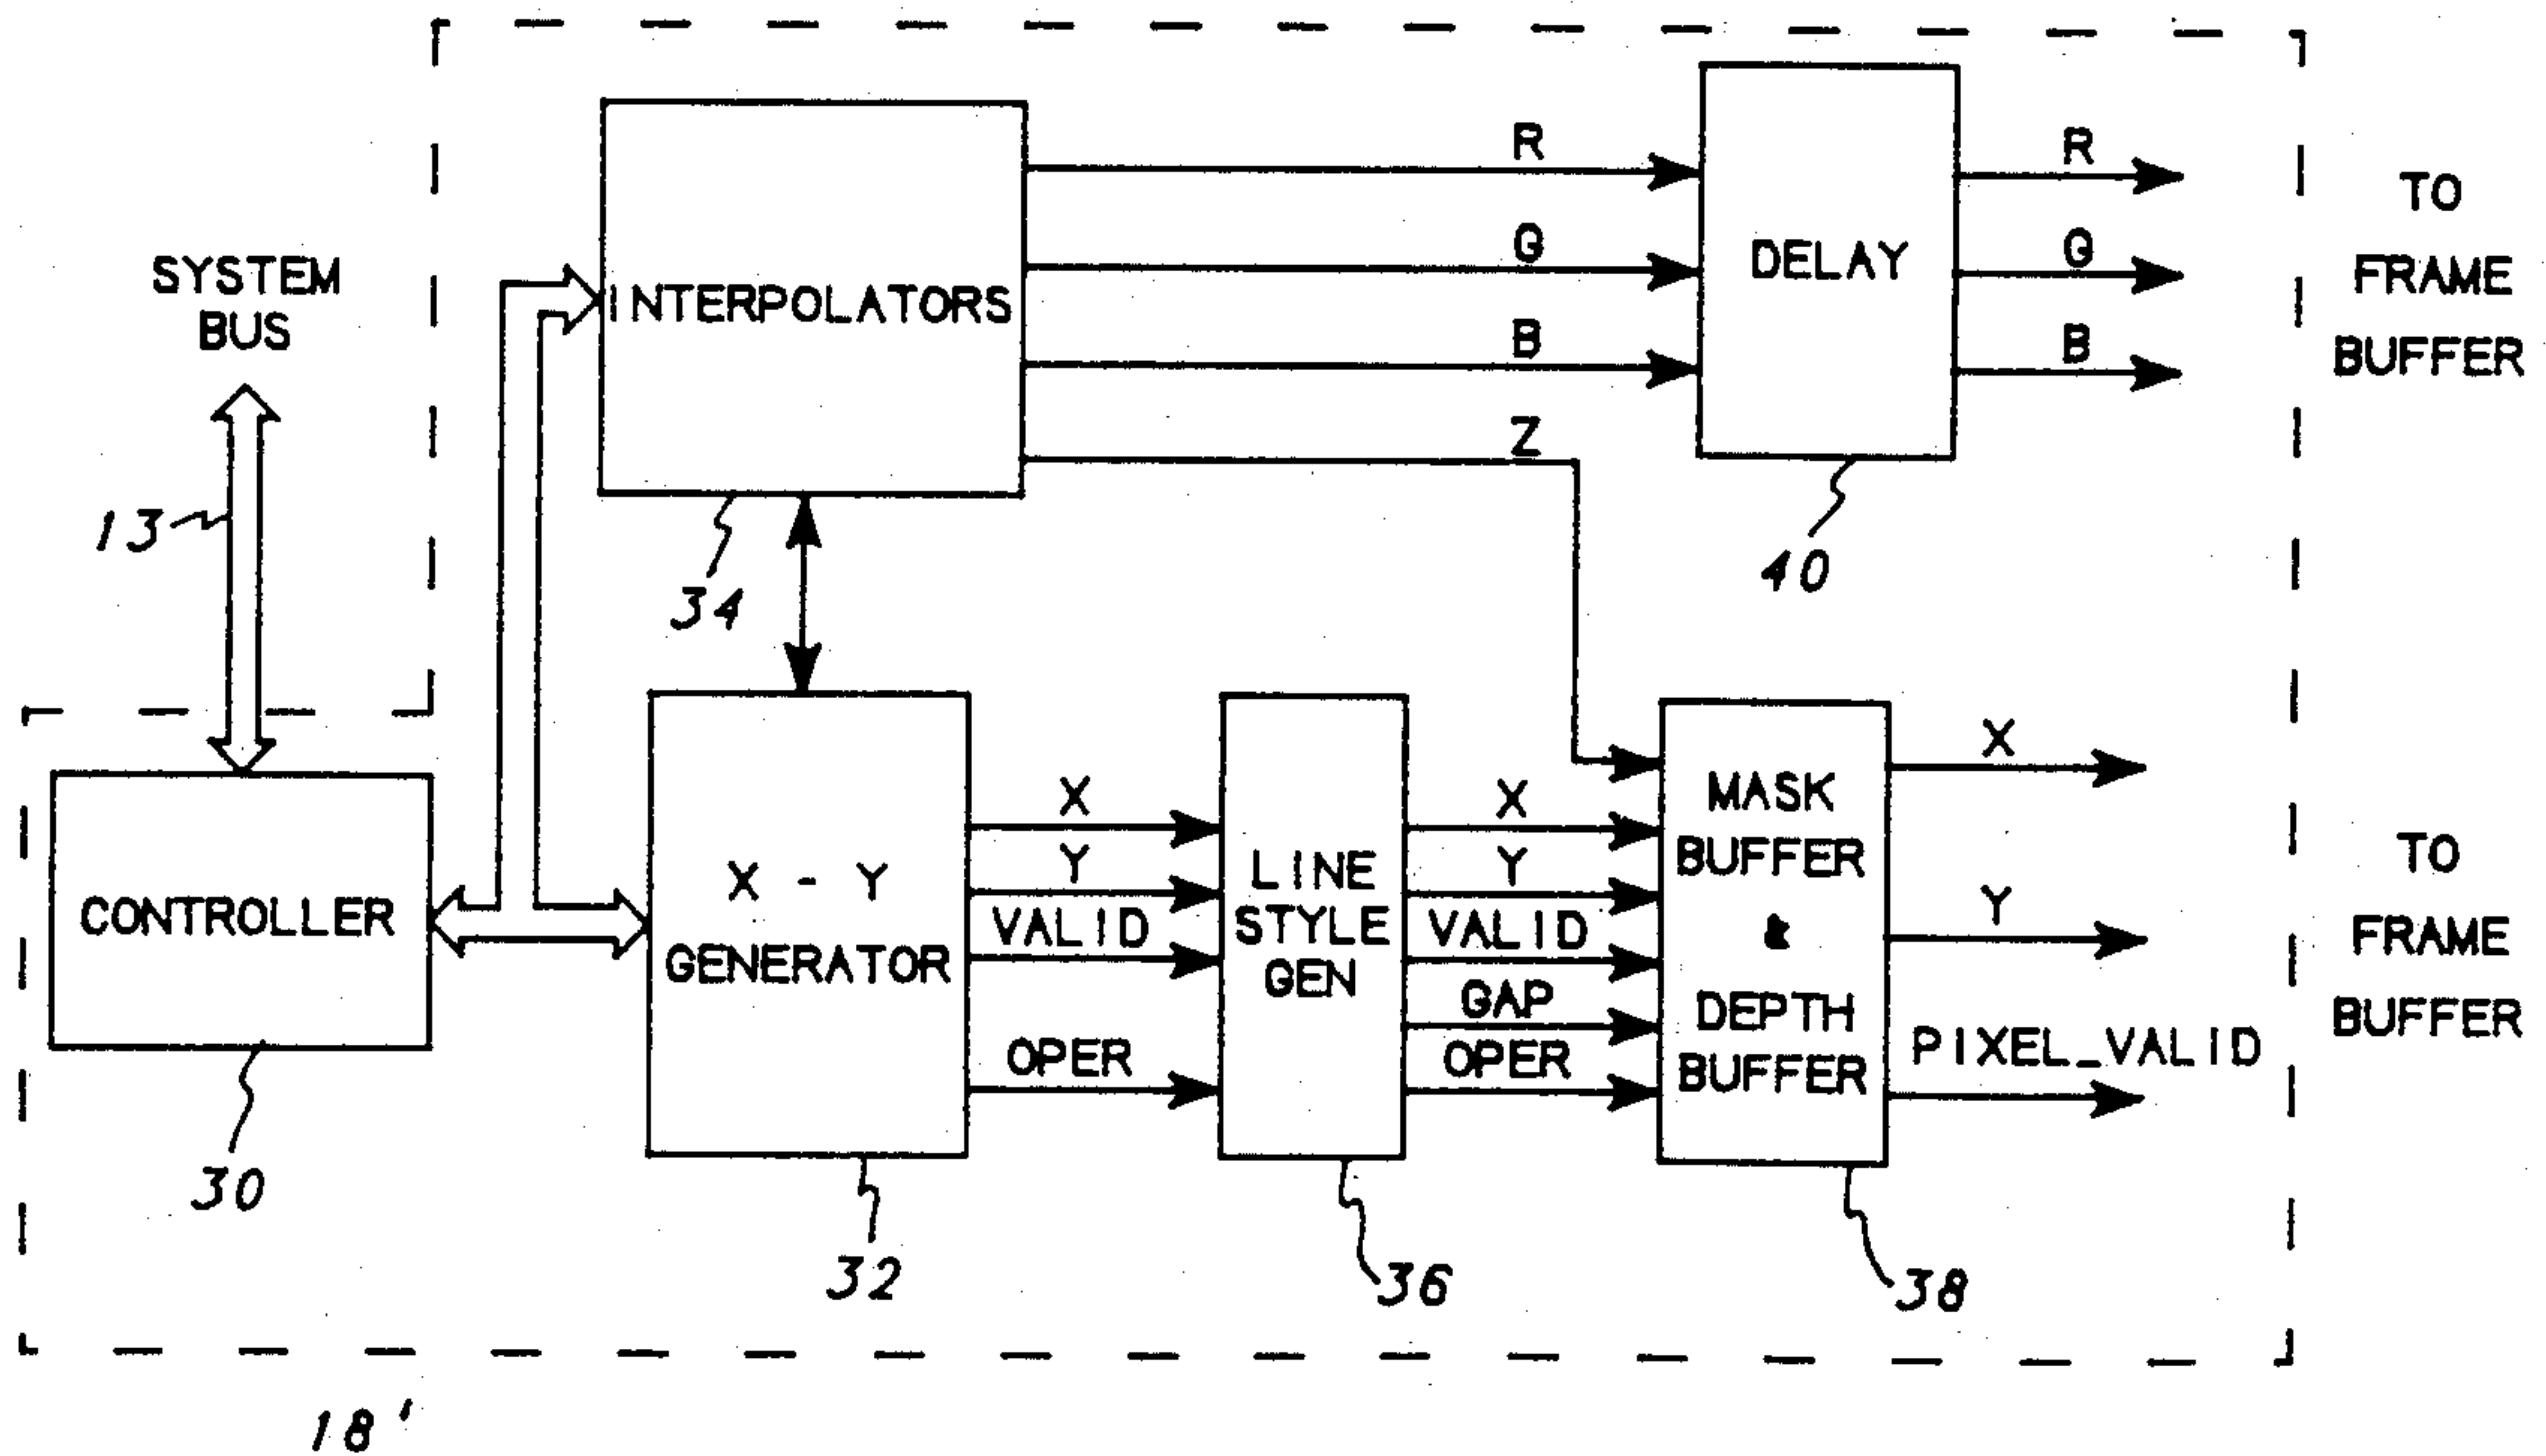 SYSTEM
BUS
13
INTERPOLATORS
34
R
G
B
Z
DELAY
40
R
G
B
TO
FRAME
BUFFER
CONTROLLER
30
X - Y
GENERATOR
32
X
Y
VALID
OPER
LINE
STYLE
GEN
36
X
Y
VALID
GAP
OPER
MASK
BUFFER
&
DEPTH
BUFFER
38
X
Y
PIXEL_VALID
TO
FRAME
BUFFER
18'